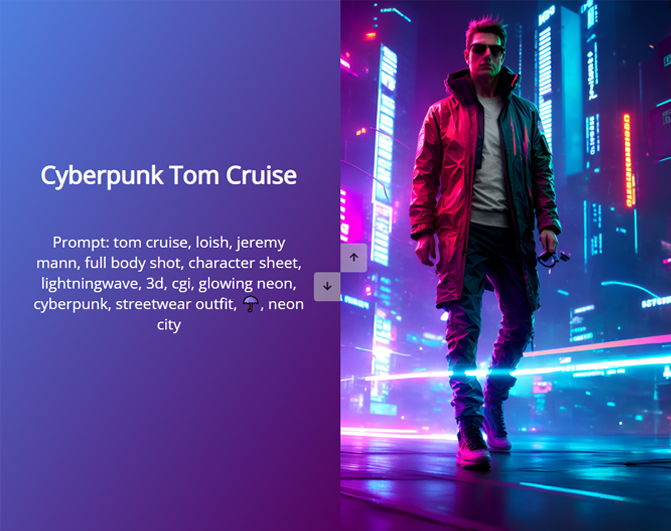 Cyberpunk Tom Cruise
Prompt: tom cruise, loish, jeremy
mann, full body shot, character sheet,
lightningwave, 3d, cgi, glowing neon,
cyberpunk, streetwear outfit, ☂, neon
city